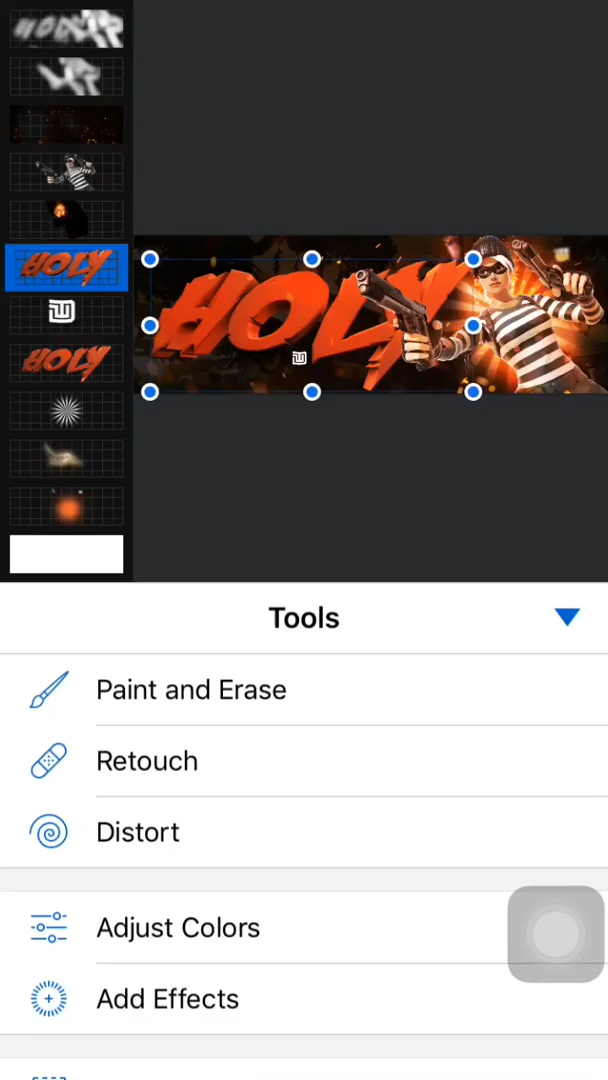 HOLY
HOLY
HOLY
Tools
Paint and Erase
Retouch
Distort
Adjust Colors
Add Effects